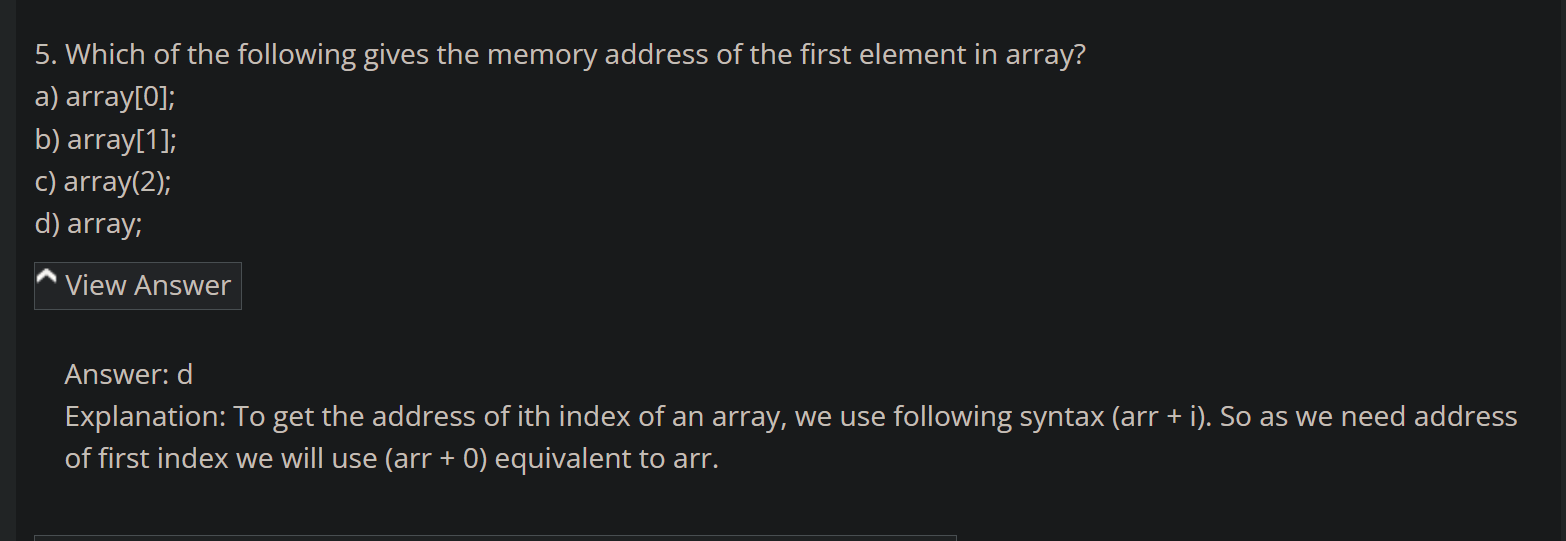 5. Which of the following gives the memory address of the first element in array?
a) array[0];
b) array[1];
c) array(2);
d) array;
View Answer
Answer: d
Explanation: To get the address of ith index of an array, we use following syntax (arr + i). So as we need address
of first index we will use (arr + 0) equivalent to arr.